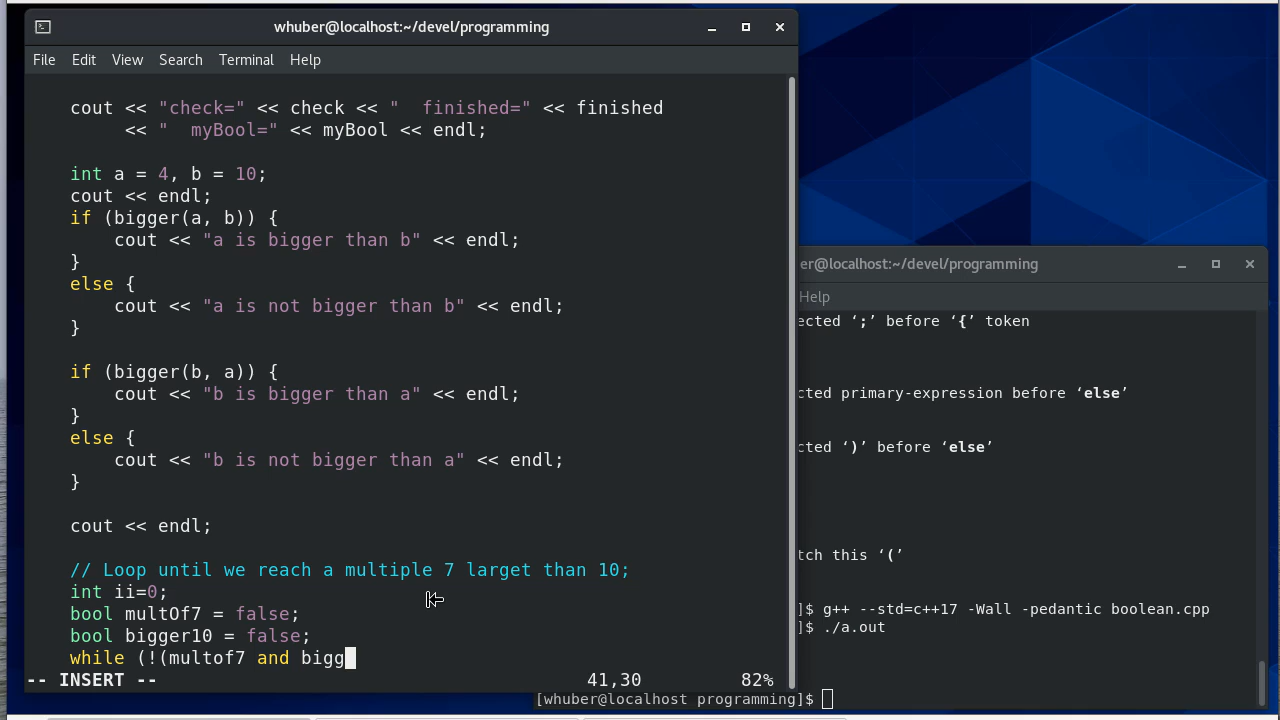 whuber@localhost:~/devel/programming
File Edit View Search Terminal Help
cout << "check=" << check << "  finished=" << finished
<< "  myBool=" << myBool << endl;
int a = 4, b = 10;
cout << endl;
if (bigger(a, b)) {
cout << "a is bigger than b" << endl;
}
else {
cout << "a is not bigger than b" << endl;
}
if (bigger(b, a)) {
cout << "b is bigger than a" << endl;
}
else {
cout << "b is not bigger than a" << endl;
}
cout << endl;
// Loop until we reach a multiple 7 larget than 10;
int ii=0;
bool multOf7 = false;
bool bigger10 = false;
while (!(multof7 and bigg
-- INSERT -- 41,30 82%
er@localhost:~/devel/programming
Help
ected ‘;’ before ‘{’ token
cted primary-expression before ‘else’
cted ‘)’ before ‘else’
tch this ‘(’
]$ g++ --std=c++17 -Wall -pedantic boolean.cpp
]$ ./a.out
[whuber@localhost programming]$